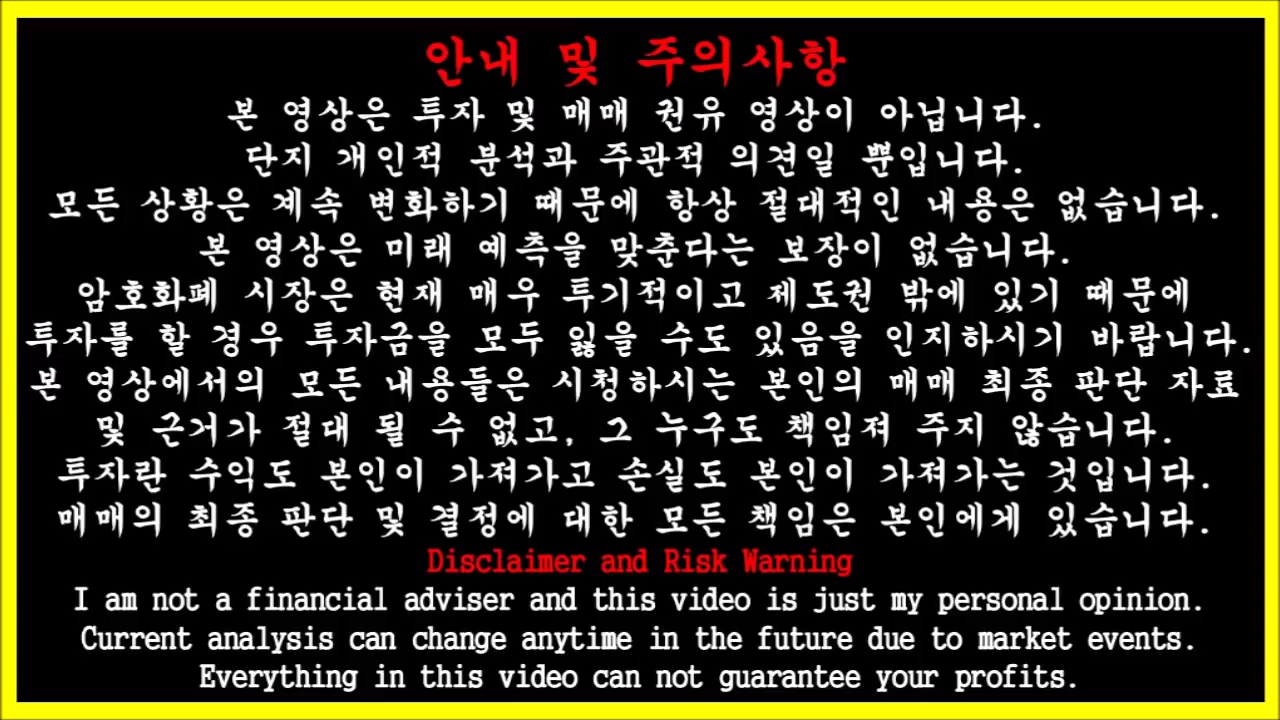 안내 및 주의사항
본 영상은 투자 및 매매 권유 영상이 아닙니다.
단지 개인적 분석과 주관적 의견일 뿐입니다.
모든 상황은 계속 변화하기 때문에 항상 절대적인 내용은 없습니다.
본 영상은 미래 예측을 맞춘다는 보장이 없습니다.
암호화폐 시장은 현재 매우 투기적이고 제도권 밖에 있기 때문에
투자를 할 경우 투자금을 모두 잃을 수도 있음을 인지하시기 바랍니다.
본 영상에서의 모든 내용들은 시청하시는 본인의 매매 최종 판단 자료
및 근거가 절대 될 수 없고, 그 누구도 책임져 주지 않습니다.
투자란 수익도 본인이 가져가고 손실도 본인이 가져가는 것입니다.
매매의 최종 판단 및 결정에 대한 모든 책임은 본인에게 있습니다.
Disclaimer and Risk Warning
I am not a financial adviser and this video is just my personal opinion.
Current analysis can change anytime in the future due to market events.
Everything in this video can not guarantee your profits.